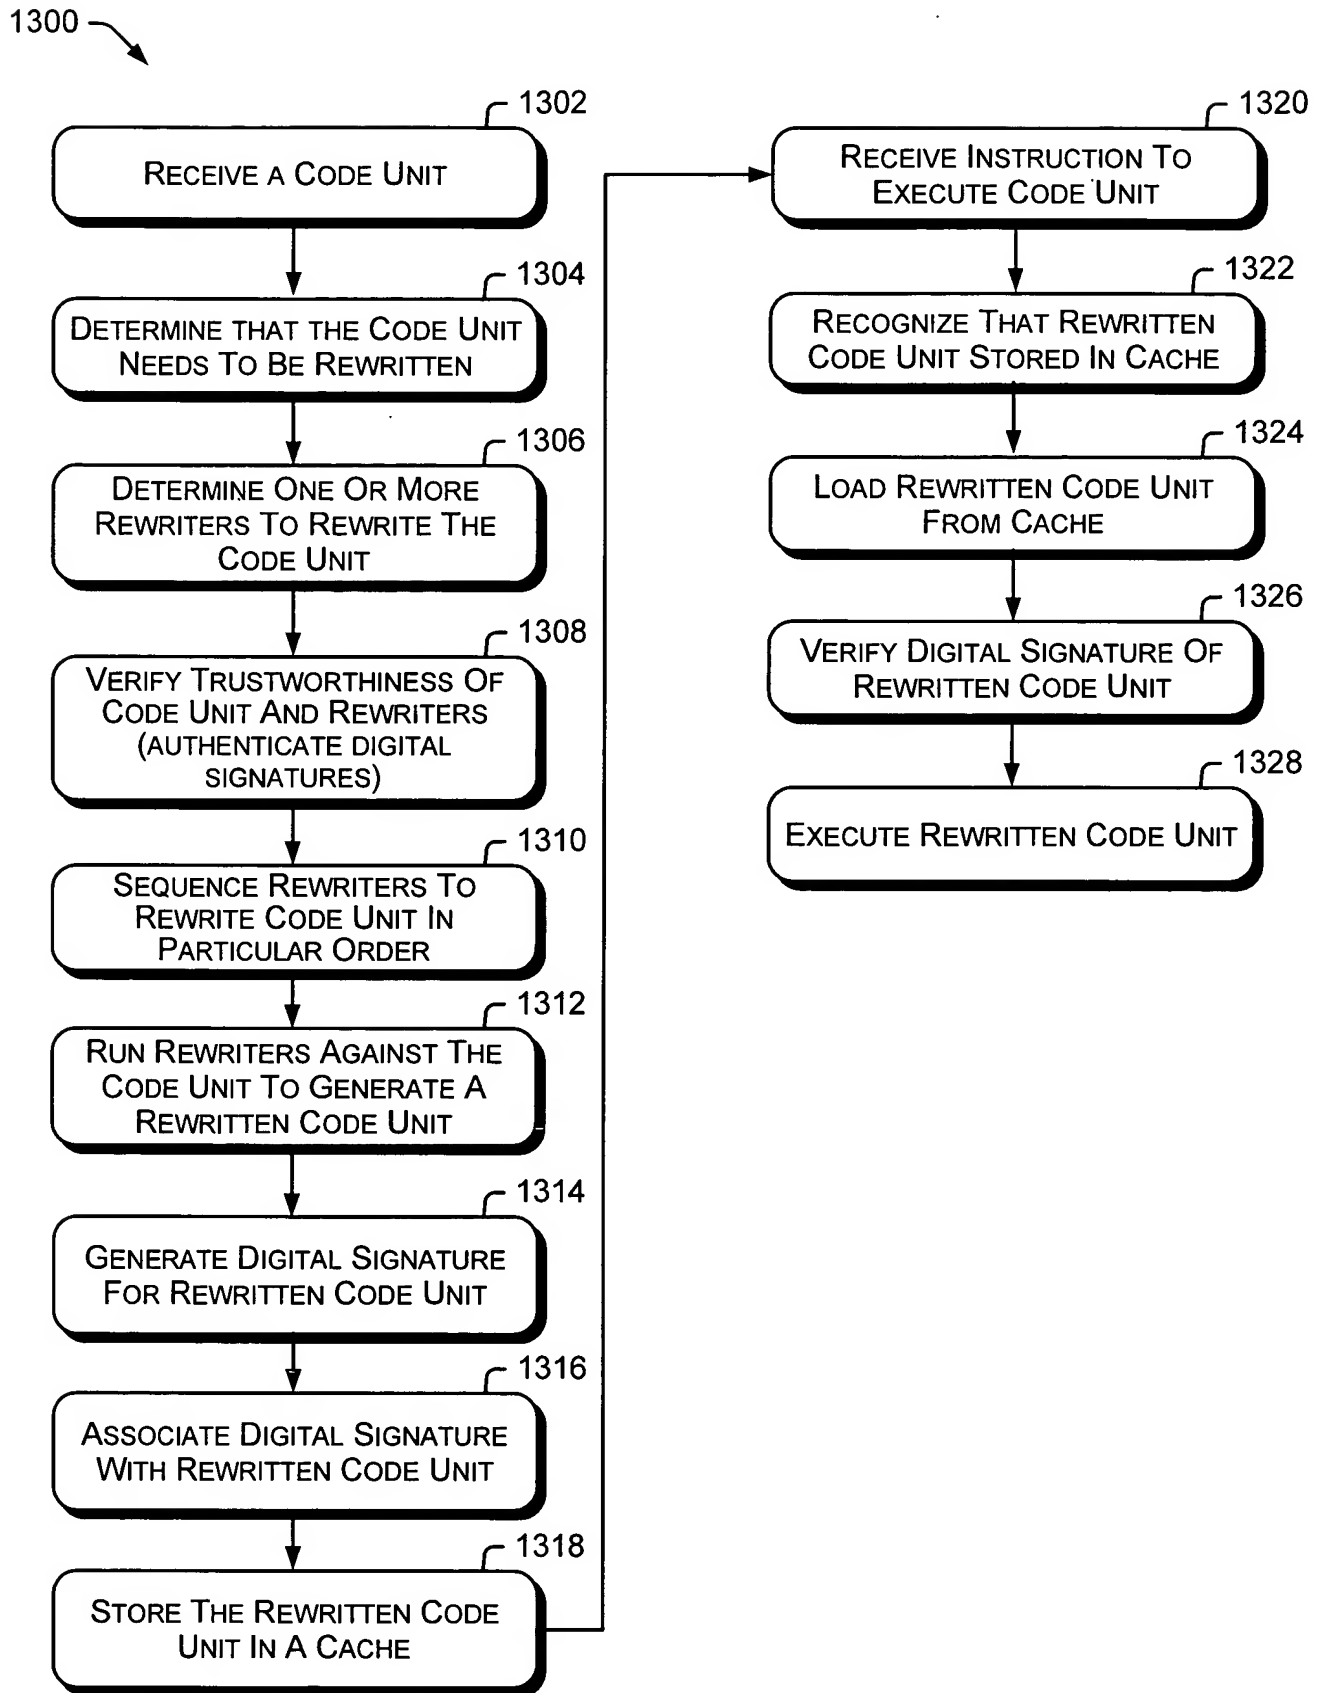 1300
1302
RECEIVE A CODE UNIT
1304
DETERMINE THAT THE CODE UNIT
NEEDS TO BE REWRITTEN
1306
DETERMINE ONE OR MORE
REWRITERS TO REWRITE THE
CODE UNIT
1308
VERIFY TRUSTWORTHINESS OF
CODE UNIT AND REWRITERS
(AUTHENTICATE DIGITAL
SIGNATURES)
1310
SEQUENCE REWRITERS TO
REWRITE CODE UNIT IN
PARTICULAR ORDER
1312
RUN REWRITERS AGAINST THE
CODE UNIT TO GENERATE A
REWRITTEN CODE UNIT
1314
GENERATE DIGITAL SIGNATURE
FOR REWRITTEN CODE UNIT
1316
ASSOCIATE DIGITAL SIGNATURE
WITH REWRITTEN CODE UNIT
1318
STORE THE REWRITTEN CODE
UNIT IN A CACHE
1320
RECEIVE INSTRUCTION TO
EXECUTE CODE UNIT
1322
RECOGNIZE THAT REWRITTEN
CODE UNIT STORED IN CACHE
1324
LOAD REWRITTEN CODE UNIT
FROM CACHE
1326
VERIFY DIGITAL SIGNATURE OF
REWRITTEN CODE UNIT
1328
EXECUTE REWRITTEN CODE UNIT